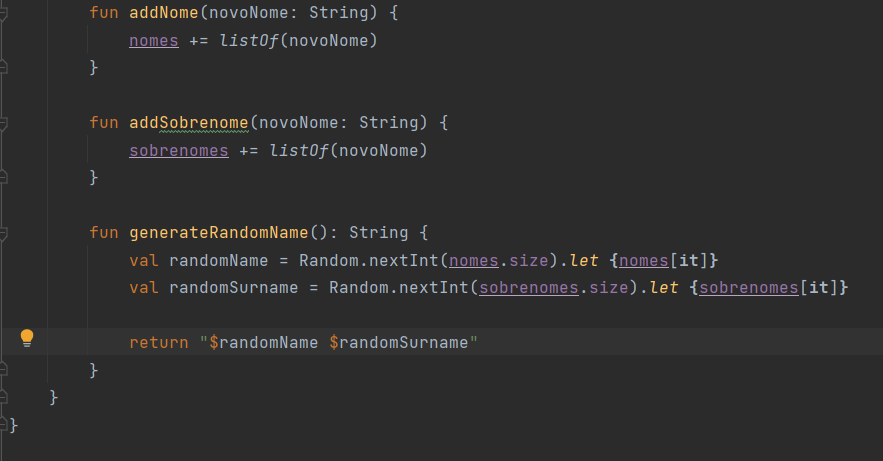 fun addNome(novoNome: String) {
nomes += listOf(novoNome)
}
fun addSobrenome(novoNome: String) {
sobrenomes += listOf(novoNome)
}
fun generateRandomName(): String {
val randomName = Random.nextInt(nomes.size).let {nomes[it]}
val randomSurname = Random.nextInt(sobrenomes.size).let {sobrenomes[it]}
return "$randomName $randomSurname"
}
}
}